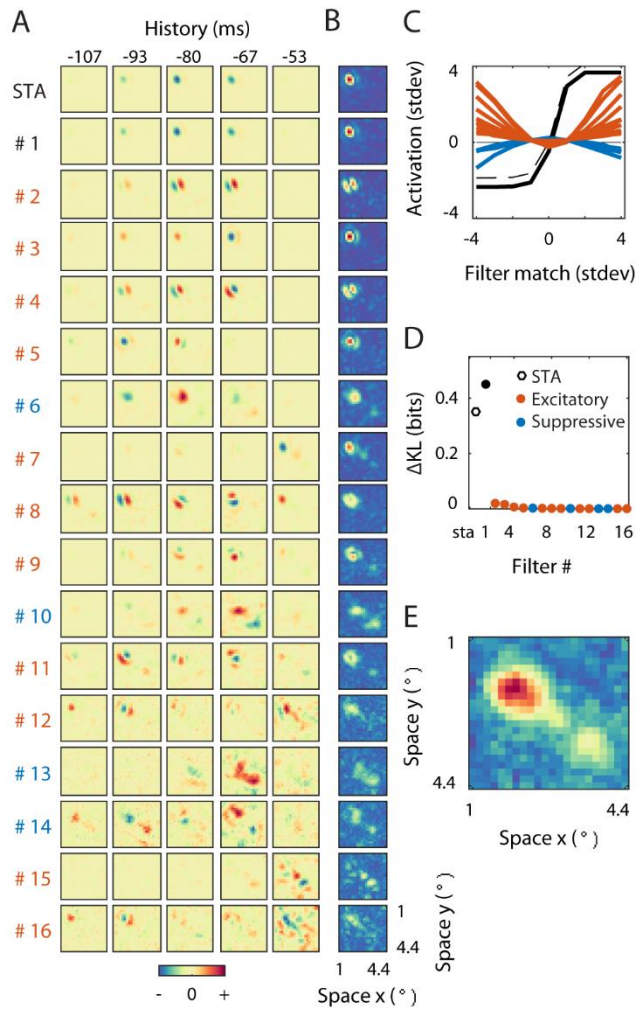 A
History (ms)
B
C
-107 -93 -80 -67 -53
STA
# 1
# 2
# 3
# 4
# 5
# 6
# 7
# 8
# 9
# 10
# 11
# 12
# 13
# 14
# 15
# 16
- 0 +
1
4.4
Space y (°)
1 4.4
Space x (°)
Activation (stdev)
4
2
0
-4
-4 0 4
Filter match (stdev)
D
ΔKL (bits)
0.4
0.2
0
STA
Excitatory
Suppressive
sta 1 4 8 12 16
Filter #
E
1
Space y (°)
4.4
1 4.4
Space x (°)